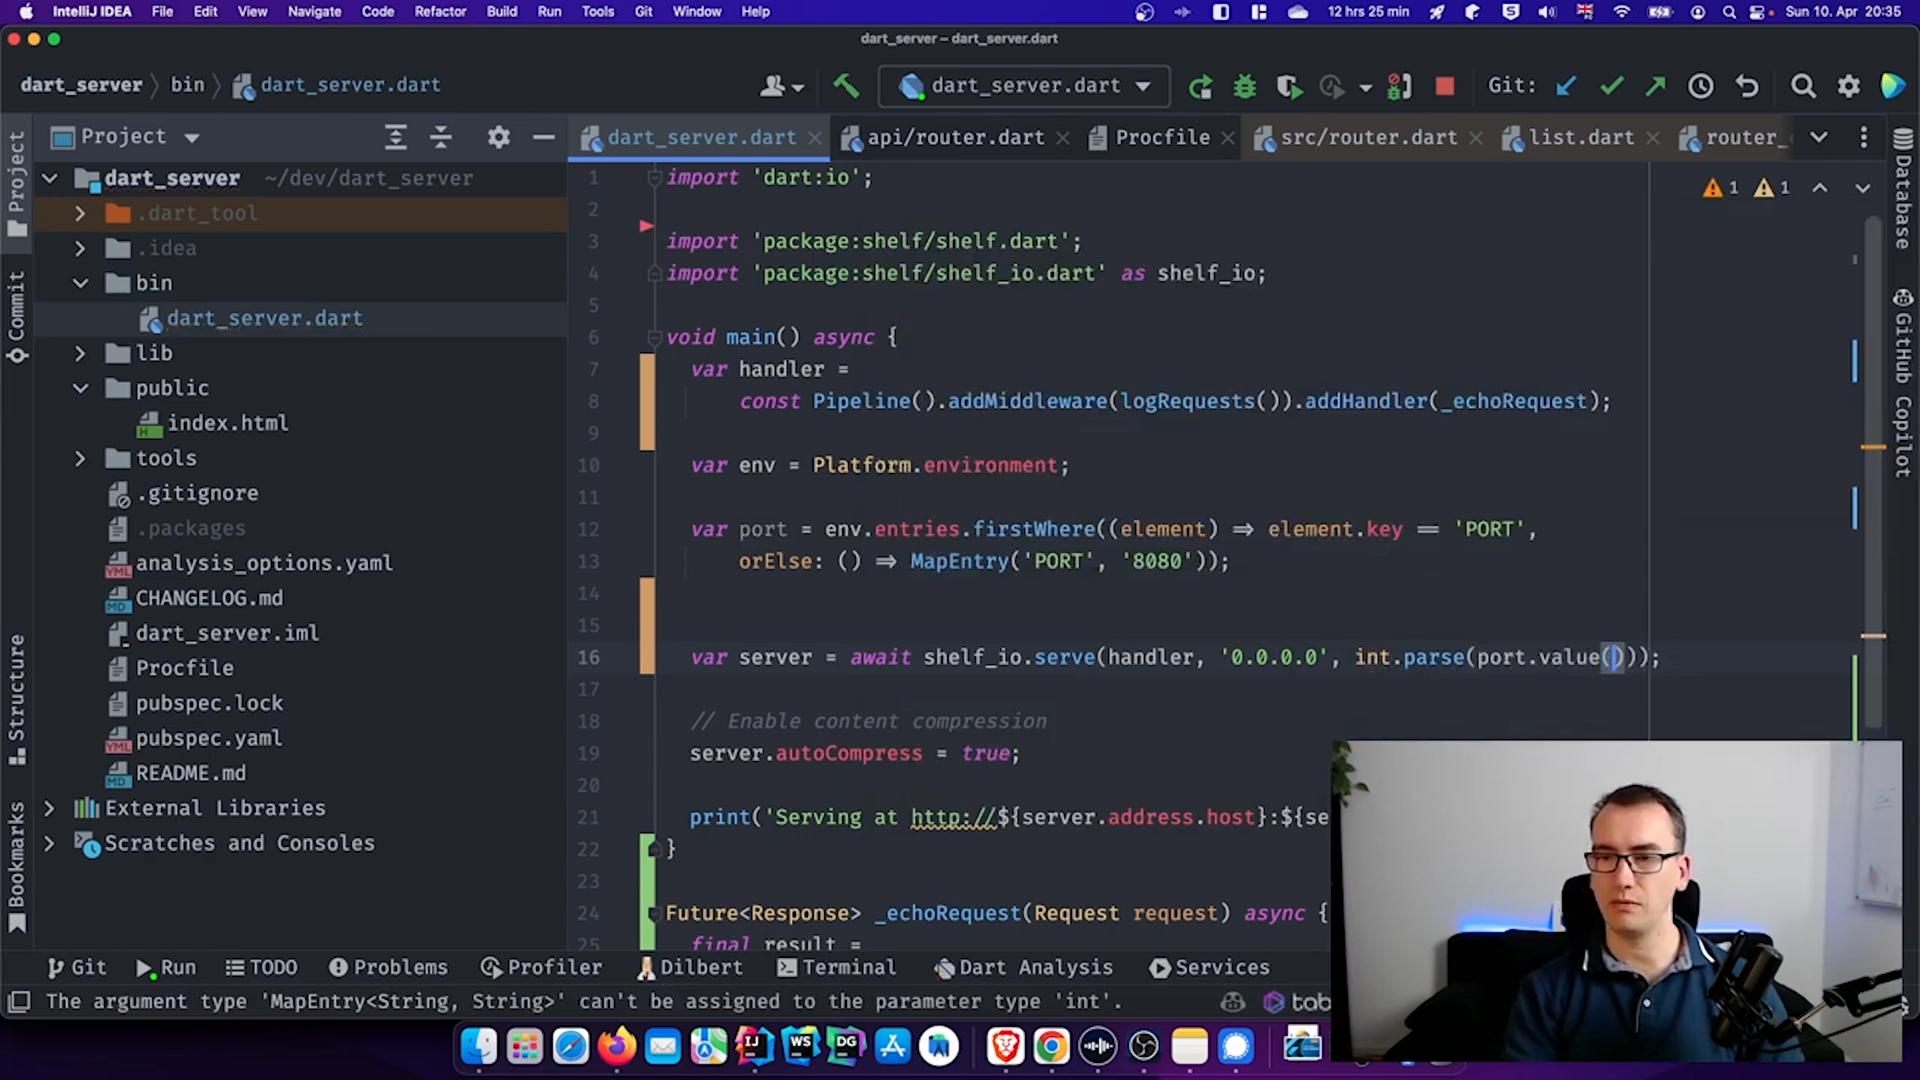 IntelliJ IDEA File Edit View Navigate Code Refactor Build Run Tools Git Window Help 12 hrs 25 min Sun 10. Apr 20:35
dart_server – dart_server.dart
dart_server bin dart_server.dart dart_server.dart Git:
Project dart_server.dart api/router.dart Procfile src/router.dart list.dart router_
Project
Commit
Structure
Bookmarks
dart_server ~/dev/dart_server
.dart_tool
.idea
bin
dart_server.dart
lib
public
index.html
tools
.gitignore
.packages
analysis_options.yaml
CHANGELOG.md
dart_server.iml
Procfile
pubspec.lock
pubspec.yaml
README.md
External Libraries
Scratches and Consoles
1 import 'dart:io';
2
3 import 'package:shelf/shelf.dart';
4 import 'package:shelf/shelf_io.dart' as shelf_io;
5
6 void main() async {
7 var handler =
8 const Pipeline().addMiddleware(logRequests()).addHandler(_echoRequest);
9
10 var env = Platform.environment;
11
12 var port = env.entries.firstWhere((element) => element.key == 'PORT',
13 orElse: () => MapEntry('PORT', '8080'));
14
15
16 var server = await shelf_io.serve(handler, '0.0.0.0', int.parse(port.value()));
17
18 // Enable content compression
19 server.autoCompress = true;
20
21 print('Serving at http://${server.address.host}:${se
22 }
23
24 Future<Response> _echoRequest(Request request) async {
25 final result =
1 1
Database
GitHub Copilot
Git Run TODO Problems Profiler Dilbert Terminal Dart Analysis Services
The argument type 'MapEntry<String, String>' can't be assigned to the parameter type 'int'. tab
IJ WS DG